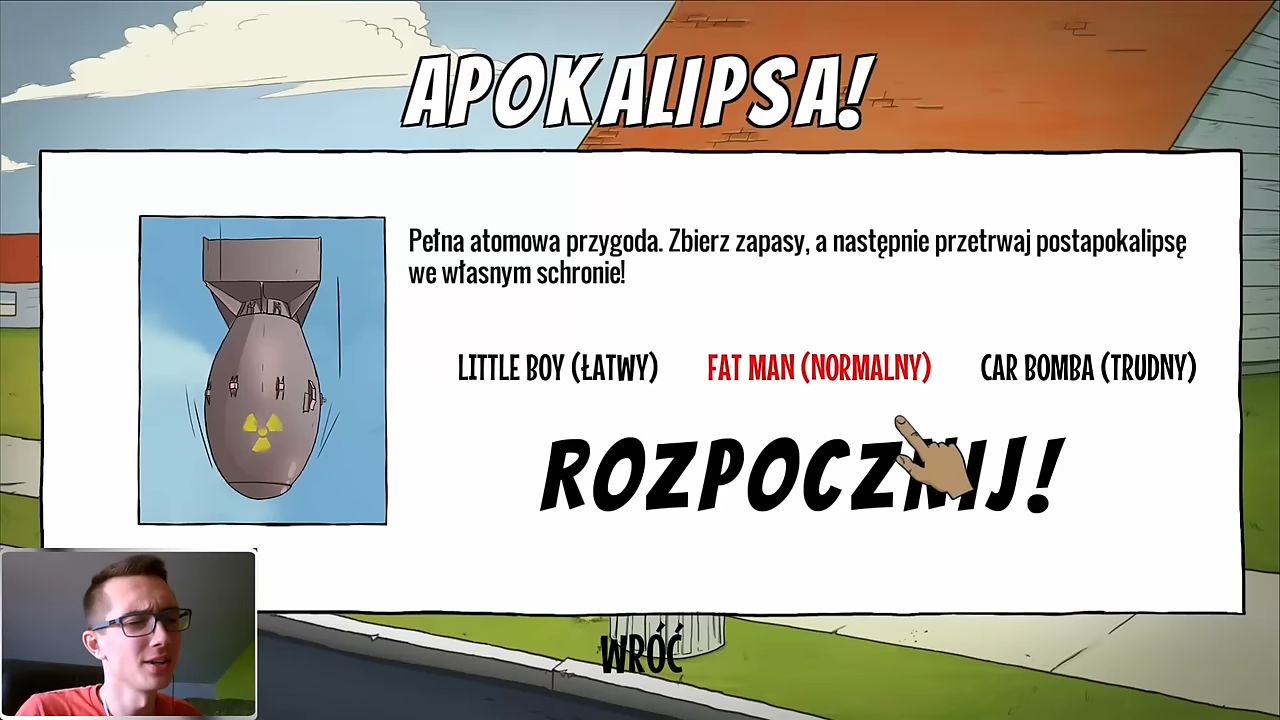 APOKALIPSA!
Pełna atomowa przygoda. Zbierz zapasy, a następnie przetrwaj postapokalipsę
we własnym schronie!
LITTLE BOY (ŁATWY) FAT MAN (NORMALNY) CAR BOMBA (TRUDNY)
ROZPOCZNIJ!
WRÓĆ